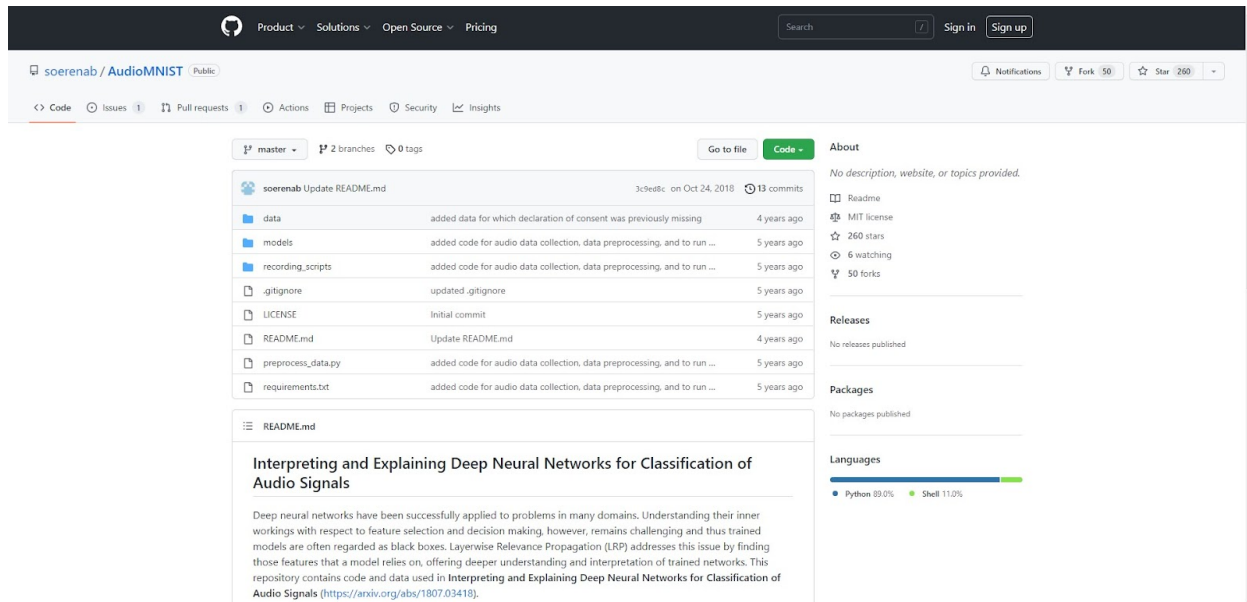 Product Solutions Open Source Pricing Search / Sign in Sign up
soerenab / AudioMNIST Public Notifications Fork 50 Star 260
Code Issues 1 Pull requests 1 Actions Projects Security Insights
master 2 branches 0 tags Go to file Code
soerenab Update README.md 3c9ed8c on Oct 24, 2018 13 commits
data added data for which declaration of consent was previously missing 4 years ago
models added code for audio data collection, data preprocessing, and to run ... 5 years ago
recording_scripts added code for audio data collection, data preprocessing, and to run ... 5 years ago
.gitignore updated .gitignore 5 years ago
LICENSE Initial commit 5 years ago
README.md Update README.md 4 years ago
preprocess_data.py added code for audio data collection, data preprocessing, and to run ... 5 years ago
requirements.txt added code for audio data collection, data preprocessing, and to run ... 5 years ago
README.md
Interpreting and Explaining Deep Neural Networks for Classification of
Audio Signals
Deep neural networks have been successfully applied to problems in many domains. Understanding their inner
workings with respect to feature selection and decision making, however, remains challenging and thus trained
models are often regarded as black boxes. Layerwise Relevance Propagation (LRP) addresses this issue by finding
those features that a model relies on, offering deeper understanding and interpretation of trained networks. This
repository contains code and data used in Interpreting and Explaining Deep Neural Networks for Classification of
Audio Signals (https://arxiv.org/abs/1807.03418).
About
No description, website, or topics provided.
Readme
MIT license
260 stars
6 watching
50 forks
Releases
No releases published
Packages
No packages published
Languages
Python 89.0% Shell 11.0%